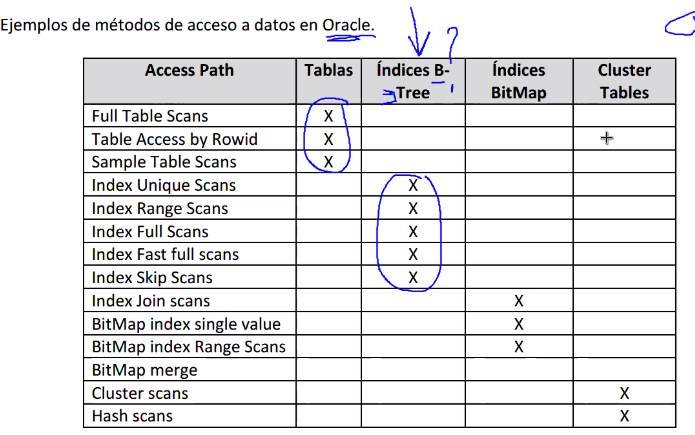 Ejemplos de métodos de acceso a datos en Oracle.
Access Path Tablas Índices B-Tree Índices BitMap Cluster Tables
Full Table Scans X
Table Access by Rowid X
Sample Table Scans X
Index Unique Scans X
Index Range Scans X
Index Full Scans X
Index Fast full scans X
Index Skip Scans X
Index Join scans X
BitMap index single value X
BitMap index Range Scans X
BitMap merge
Cluster scans X
Hash scans X